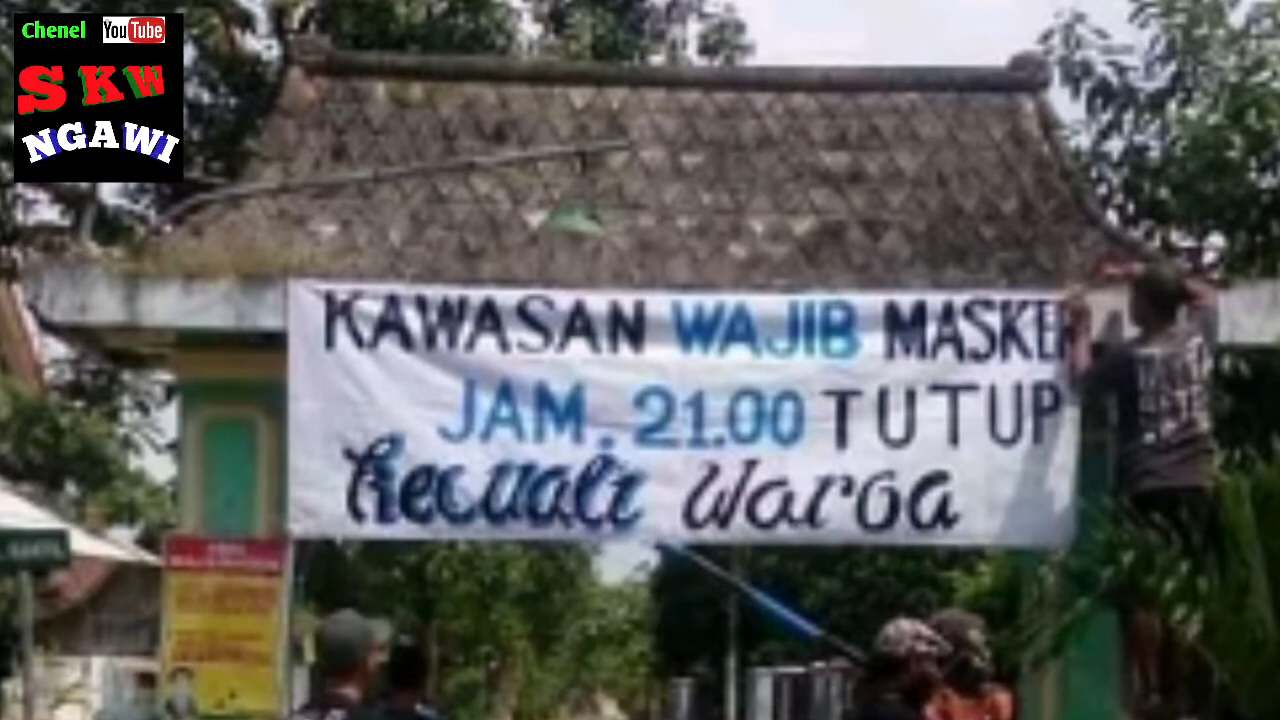 Chenel YouTube
SKW
NGAWI
KAWASAN WAJIB MASKER
JAM. 21.00 TUTUP
Kecuali Warga